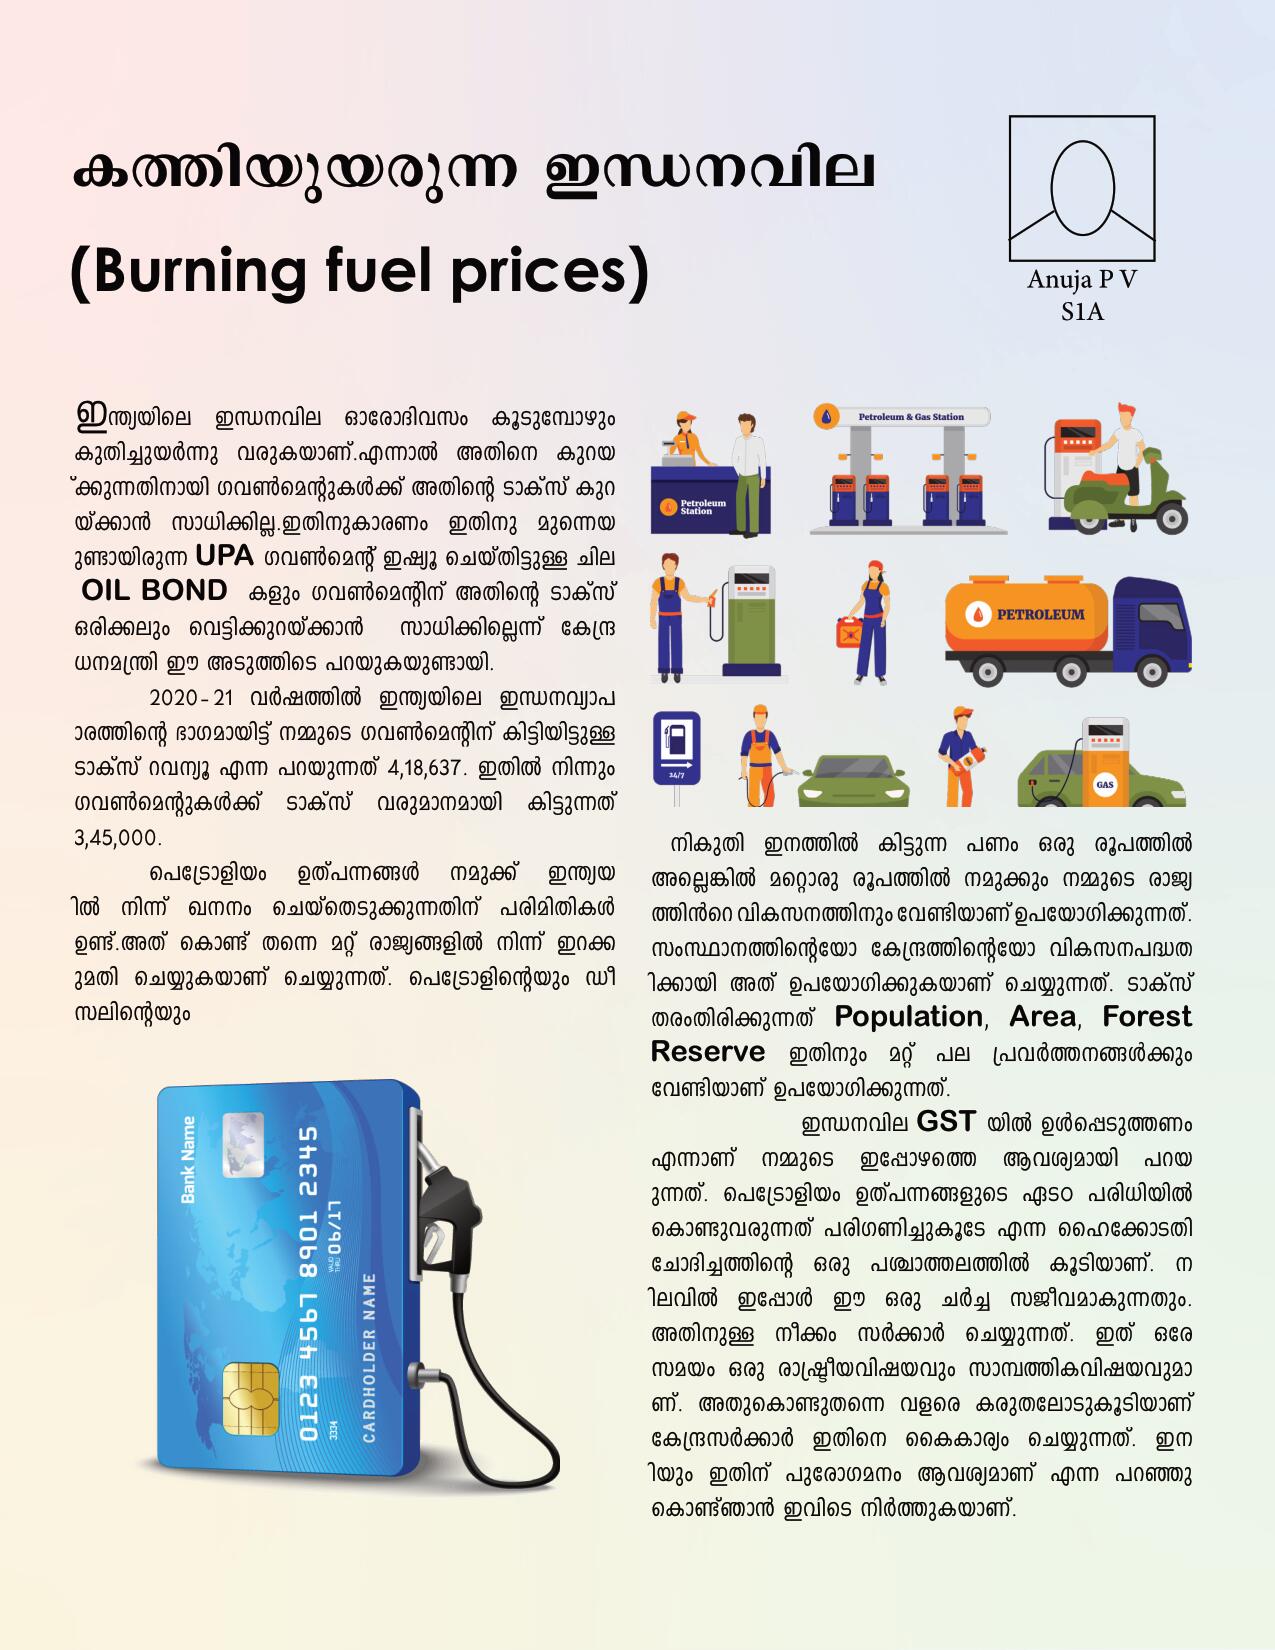 കത്തിയുയരുന്ന ഇന്ധനവില
(Burning fuel prices)
Anuja P V
S1A
ഇന്ത്യയിലെ ഇന്ധനവില ഓരോദിവസം കൂടുമ്പോഴും
കുതിച്ചുയർന്നു വരുകയാണ്.എന്നാൽ അതിനെ കുറയ
്ക്കുന്നതിനായി ഗവൺമെന്റുകൾക്ക് അതിന്റെ ടാക്സ് കുറ
യ്ക്കാൻ സാധിക്കില്ല.ഇതിനുകാരണം ഇതിനു മുന്നെയ
ുണ്ടായിരുന്ന UPA ഗവൺമെന്റ് ഇഷ്യൂ ചെയ്തിട്ടുള്ള ചില
OIL BOND കളും ഗവൺമെന്റിന് അതിന്റെ ടാക്സ്
ഒരിക്കലും വെട്ടിക്കുറയ്ക്കാൻ സാധിക്കില്ലെന്ന് കേന്ദ്ര
ധനമന്ത്രി ഈ അടുത്തിടെ പറയുകയുണ്ടായി.
2020-21 വർഷത്തിൽ ഇന്ത്യയിലെ ഇന്ധനവ്യാപ
ാരത്തിന്റെ ഭാഗമായിട്ട് നമ്മുടെ ഗവൺമെന്റിന് കിട്ടിയിട്ടുള്ള
ടാക്സ് റവന്യൂ എന്ന പറയുന്നത് 4,18,637. ഇതിൽ നിന്നും
ഗവൺമെന്റുകൾക്ക് ടാക്സ് വരുമാനമായി കിട്ടുന്നത്
3,45,000.
പെട്രോളിയം ഉത്പന്നങ്ങൾ നമുക്ക് ഇന്ത്യയ
ിൽ നിന്ന് ഖനനം ചെയ്തെടുക്കുന്നതിന് പരിമിതികൾ
ഉണ്ട്.അത് കൊണ്ട് തന്നെ മറ്റ് രാജ്യങ്ങളിൽ നിന്ന് ഇറക്ക
ുമതി ചെയ്യുകയാണ് ചെയ്യുന്നത്. പെട്രോളിന്റെയും ഡീ
സലിന്റെയും
Bank Name
0123 4567 8901 2345
3334
VALID THRU 06/17
CARDHOLDER NAME
Petroleum & Gas Station
Petroleum
Station
PETROLEUM
24/7
GAS
നികുതി ഇനത്തിൽ കിട്ടുന്ന പണം ഒരു രൂപത്തിൽ
അല്ലെങ്കിൽ മറ്റൊരു രൂപത്തിൽ നമുക്കും നമ്മുടെ രാജ്യ
ത്തിൻറെ വികസനത്തിനും വേണ്ടിയാണ് ഉപയോഗിക്കുന്നത്.
സംസ്ഥാനത്തിന്റെയോ കേന്ദ്രത്തിന്റെയോ വികസനപദ്ധത
ിക്കായി അത് ഉപയോഗിക്കുകയാണ് ചെയ്യുന്നത്. ടാക്സ്
തരംതിരിക്കുന്നത് Population, Area, Forest
Reserve ഇതിനും മറ്റ് പല പ്രവർത്തനങ്ങൾക്കും
വേണ്ടിയാണ് ഉപയോഗിക്കുന്നത്.
ഇന്ധനവില GST യിൽ ഉൾപ്പെടുത്തണം
എന്നാണ് നമ്മുടെ ഇപ്പോഴത്തെ ആവശ്യമായി പറയ
ുന്നത്. പെട്രോളിയം ഉത്പന്നങ്ങളുടെ ഏടഠ പരിധിയിൽ
കൊണ്ടുവരുന്നത് പരിഗണിച്ചുകൂടേ എന്ന ഹൈക്കോടതി
ചോദിച്ചത്തിന്റെ ഒരു പശ്ചാത്തലത്തിൽ കൂടിയാണ്. ന
ിലവിൽ ഇപ്പോൾ ഈ ഒരു ചർച്ച സജീവമാകുന്നതും.
അതിനുള്ള നീക്കം സർക്കാർ ചെയ്യുന്നത്. ഇത് ഒരേ
സമയം ഒരു രാഷ്ട്രീയവിഷയവും സാമ്പത്തികവിഷയവുമാ
ണ്. അതുകൊണ്ടുതന്നെ വളരെ കരുതലോടുകൂടിയാണ്
കേന്ദ്രസർക്കാർ ഇതിനെ കൈകാര്യം ചെയ്യുന്നത്. ഇന
ിയും ഇതിന് പുരോഗമനം ആവശ്യമാണ് എന്ന പറഞ്ഞു
കൊണ്ട്ഞാൻ ഇവിടെ നിർത്തുകയാണ്.